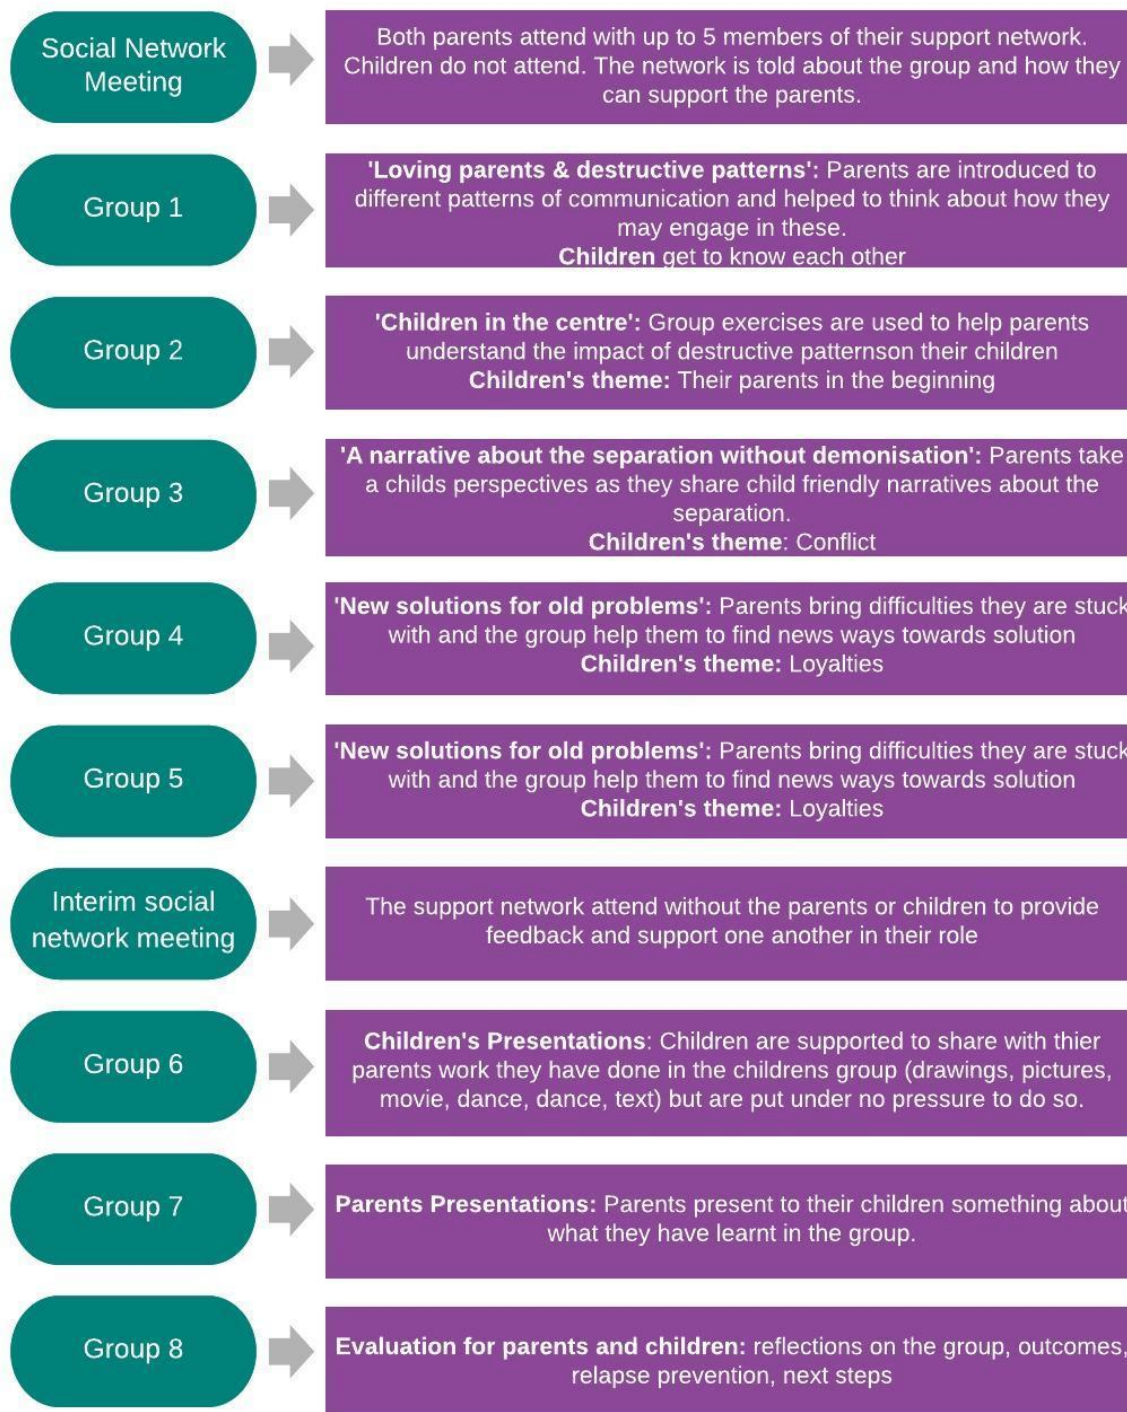 Social Network
Meeting
Both parents attend with up to 5 members of their support network.
Children do not attend. The network is told about the group and how they
can support the parents.
Group 1
'Loving parents & destructive patterns': Parents are introduced to
different patterns of communication and helped to think about how they
may engage in these.
Children get to know each other
Group 2
'Children in the centre': Group exercises are used to help parents
understand the impact of destructive patternson their children
Children's theme: Their parents in the beginning
Group 3
'A narrative about the separation without demonisation': Parents take
a childs perspectives as they share child friendly narratives about the
separation.
Children's theme: Conflict
Group 4
'New solutions for old problems': Parents bring difficulties they are stuck
with and the group help them to find news ways towards solution
Children's theme: Loyalties
Group 5
'New solutions for old problems': Parents bring difficulties they are stuck
with and the group help them to find news ways towards solution
Children's theme: Loyalties
Interim social
network meeting
The support network attend without the parents or children to provide
feedback and support one another in their role
Group 6
Children's Presentations: Children are supported to share with thier
parents work they have done in the childrens group (drawings, pictures,
movie, dance, dance, text) but are put under no pressure to do so.
Group 7
Parents Presentations: Parents present to their children something about
what they have learnt in the group.
Group 8
Evaluation for parents and children: reflections on the group, outcomes,
relapse prevention, next steps